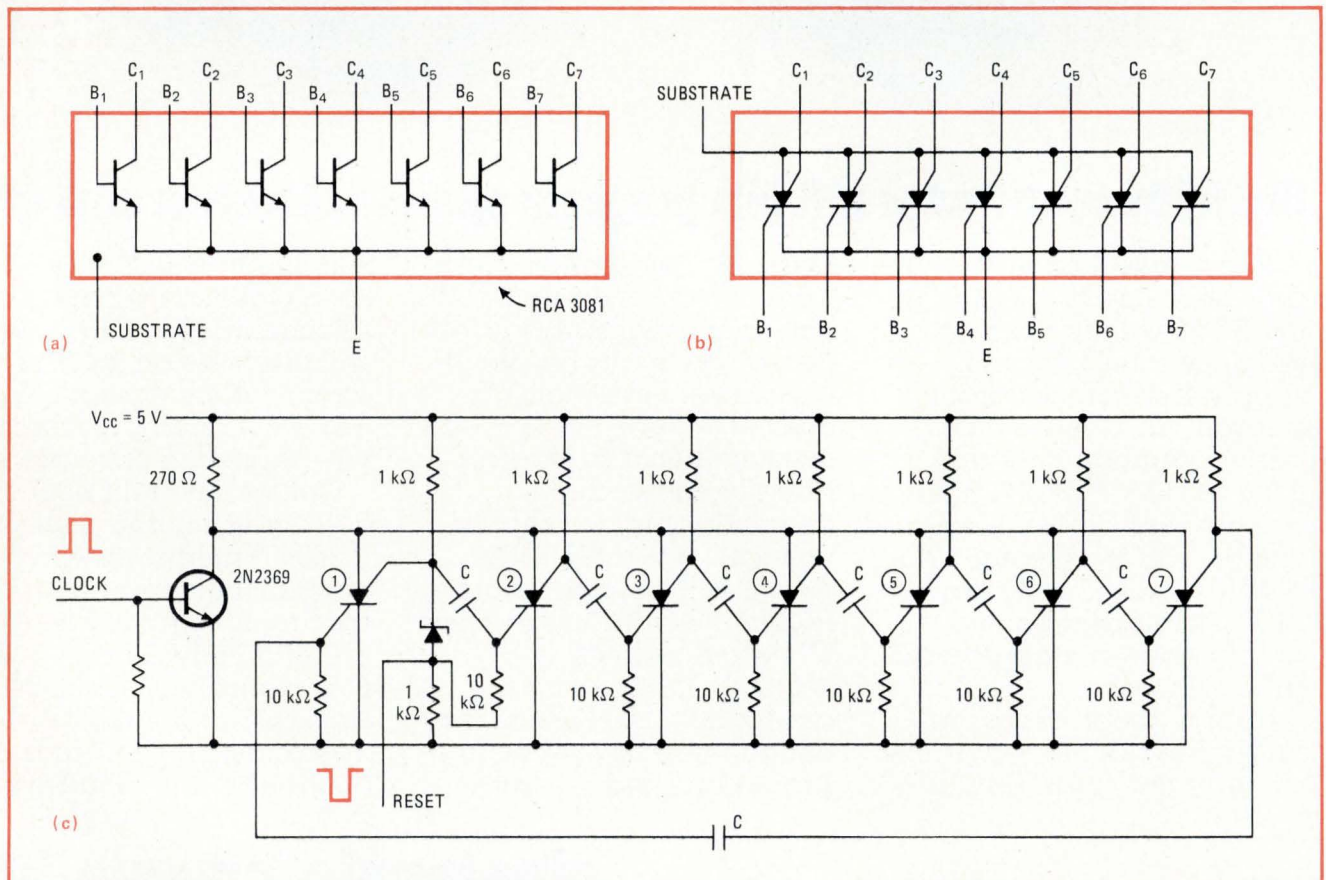 C₁ C₂ C₃ C₄ C₅ C₆ C₇
B₁ B₂ B₃ B₄ B₅ B₆ B₇
RCA 3081
SUBSTRATE
E
(a)
C₁ C₂ C₃ C₄ C₅ C₆ C₇
SUBSTRATE
B₁ B₂ B₃ B₄ B₅ B₆ B₇
E
(b)
V_CC = 5 V
270 Ω 1 kΩ 1 kΩ 1 kΩ 1 kΩ 1 kΩ 1 kΩ 1 kΩ
CLOCK
2N2369
① C ② C ③ C ④ C ⑤ C ⑥ C ⑦
10 kΩ 1 kΩ 10 kΩ 10 kΩ 10 kΩ 10 kΩ 10 kΩ 10 kΩ
RESET
C
(c)